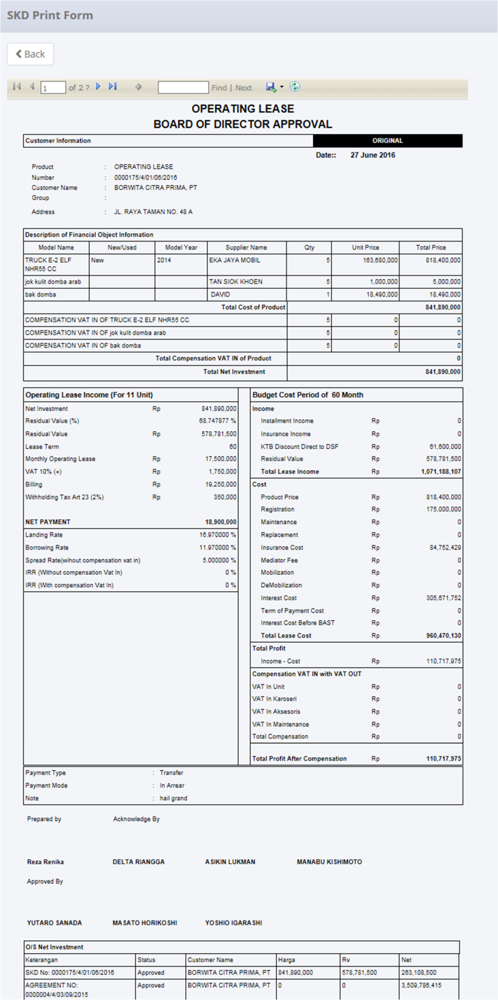 SKD Print Form
Back
1 of 2 ? Find | Next
OPERATING LEASE
BOARD OF DIRECTOR APPROVAL
Customer Information ORIGINAL
Date:: 27 June 2016
Product : OPERATING LEASE
Number : 0000175/4/01/06/2016
Customer Name : BORWITA CITRA PRIMA, PT
Group :
Address : JL. RAYA TAMAN NO. 48 A
Description of Financial Object Information
Model Name New/Used Model Year Supplier Name Qty Unit Price Total Price
TRUCK E-2 ELF New 2014 EKA JAYA MOBIL 5 163,680,000 818,400,000
NHR55 CC
jok kulit domba arab TAN SIOK KHOEN 5 1,000,000 5,000,000
bak domba DAVID 1 18,490,000 18,490,000
Total Cost of Product 841,890,000
COMPENSATION VAT IN OF TRUCK E-2 ELF NHR55 CC 5 0 0
COMPENSATION VAT IN OF jok kulit domba arab 5 0 0
COMPENSATION VAT IN OF bak domba 5 0 0
Total Compensation VAT IN of Product 0
Total Net Investment 841,890,000
Operating Lease Income (For 11 Unit)
Net Investment Rp 841,890,000
Residual Value (%) 68.747877 %
Residual Value Rp 578,781,500
Lease Term 60
Monthly Operating Lease Rp 17,500,000
VAT 10% (+) Rp 1,750,000
Billing Rp 19,250,000
Withholding Tax Art 23 (2%) Rp 350,000
NET PAYMENT 18,900,000
Landing Rate 16.970000 %
Borrowing Rate 11.970000 %
Spread Rate(wihout compensation vat in) 5.000000 %
IRR (Without compensation Vat In) 0 %
IRR (With compensation Vat In) 0 %
Budget Cost Period of 60 Month
Income
Installment Income Rp 0
Insurance Income Rp 0
KTB Discount Direct to DSF Rp 61,600,000
Residual Value Rp 578,781,500
Total Lease Income Rp 1,071,188,107
Cost
Product Price Rp 818,400,000
Registration Rp 175,000,000
Maintenance Rp 0
Replacement Rp 0
Insurance Cost Rp 84,752,429
Mediator Fee Rp 0
Mobilization Rp 0
DeMobilization Rp 0
Interest Cost Rp 305,671,752
Term of Payment Cost Rp 0
Interest Cost Before BAST Rp 0
Total Lease Cost Rp 960,470,130
Total Profit
Income - Cost Rp 110,717,975
Compensation VAT IN with VAT OUT
VAT In Unit Rp 0
VAT In Karoseri Rp 0
VAT In Aksesoris Rp 0
VAT In Maintenance Rp 0
Total Compensation Rp 0
Total Profit After Compensation Rp 110,717,975
Payment Type : Transfer
Payment Mode : In Arrear
Note : hail grand
Prepared by Acknowledge By
Reza Renika DELTA RIANGGA ASIKIN LUKMAN MANABU KISHIMOTO
Approved By
YUTARO SANADA MASATO HORIKOSHI YOSHIO IGARASHI
O/S Net Investment
Keterangan Status Customer Name Harga Rv Net
SKD No: 0000175/4/01/06/2016 Approved BORWITA CITRA PRIMA, PT 841,890,000 578,781,500 263,108,500
AGREEMENT NO: Approved BORWITA CITRA PRIMA, PT 0 0 3,509,786,415
0000004/4/03/09/2015